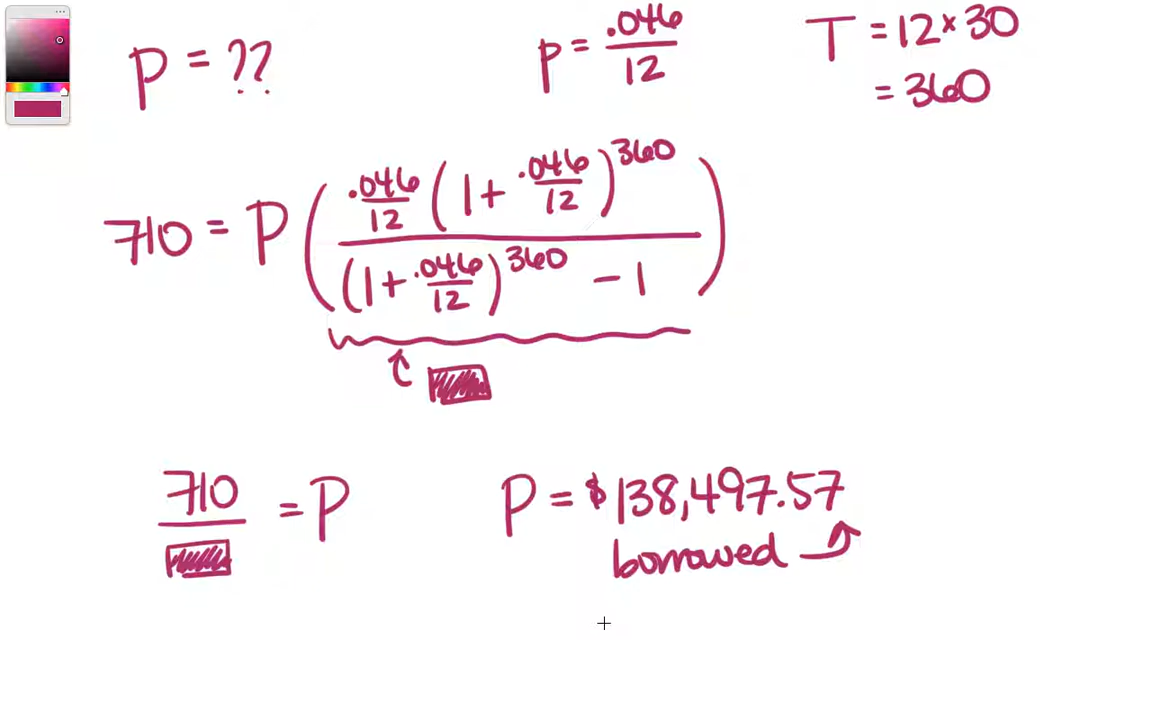 P = ??
p = .046/12
T = 12 × 30
= 360
710 = P ( .046/12 ( 1 + .046/12 )^360 / ( 1 + .046/12 )^360 - 1 )
710 / = P
P = $138,497.57
borrowed